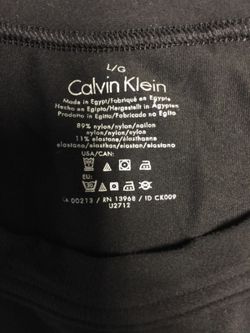 L/G
Calvin Klein
Made in Egypt/Fabriqué en Egypt
Hecho en Egipto/Hergestellt in Ägypten
Prodotto in Egitto/Fabricado no Egito
89% nylon/nylon/nailon
nylon/nylon/nylon
11% elastane/élasthanne
elastano/elasthan/elastan
elastano
USA/CAN:
EU:
CA 00213 / RN 13968 / ID CK009
U2712